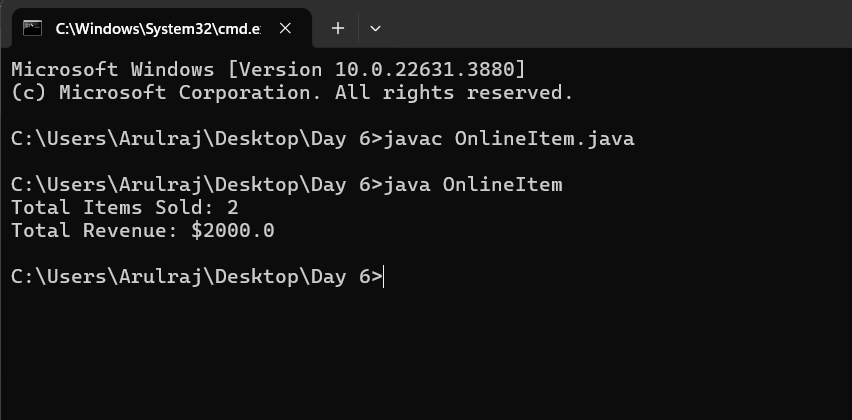 C:\Windows\System32\cmd.e
Microsoft Windows [Version 10.0.22631.3880]
(c) Microsoft Corporation. All rights reserved.
C:\Users\Arulraj\Desktop\Day 6>javac OnlineItem.java
C:\Users\Arulraj\Desktop\Day 6>java OnlineItem
Total Items Sold: 2
Total Revenue: $2000.0
C:\Users\Arulraj\Desktop\Day 6>